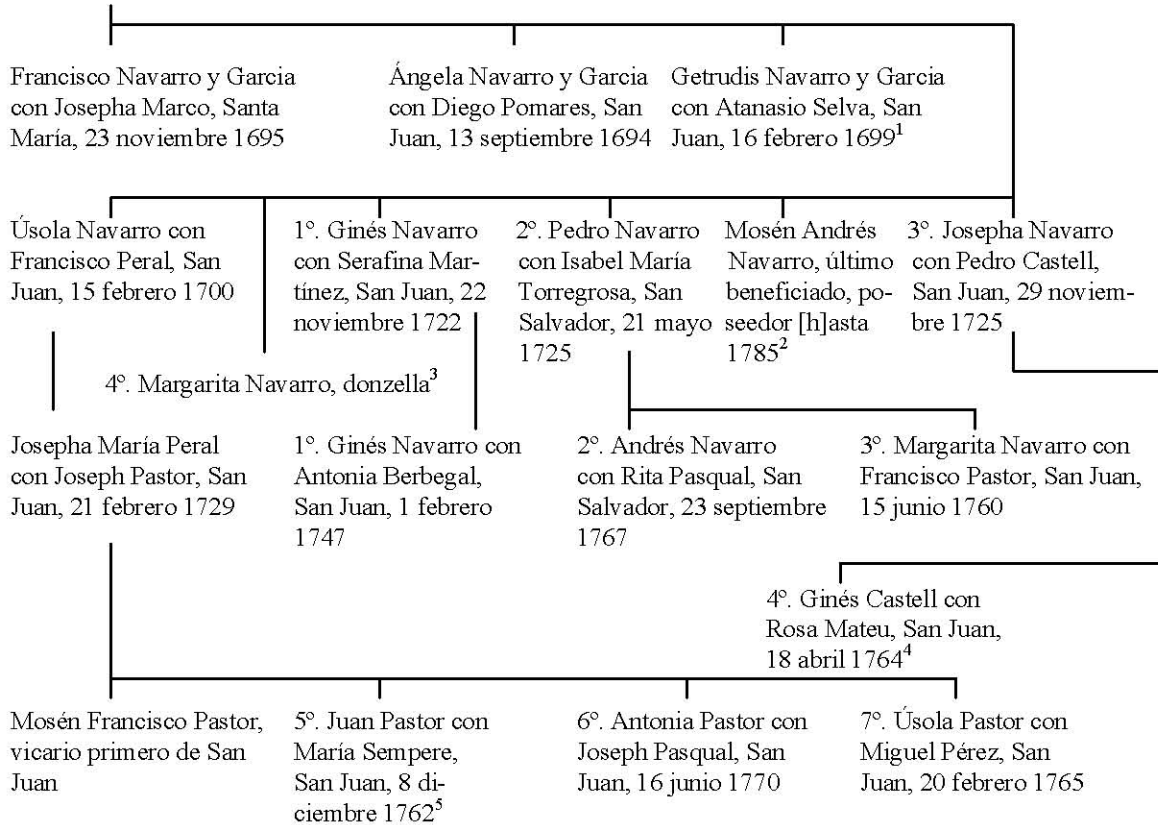 Francisco Navarro y Garcia
con Josepha Marco, Santa
María, 23 noviembre 1695
Ángela Navarro y Garcia
con Diego Pomares, San
Juan, 13 septiembre 1694
Getrudis Navarro y Garcia
con Atanasio Selva, San
Juan, 16 febrero 1699¹
Úsola Navarro con
Francisco Peral, San
Juan, 15 febrero 1700
1º. Ginés Navarro
con Serafina Mar-
tínez, San Juan, 22
noviembre 1722
2º. Pedro Navarro
con Isabel María
Torregrosa, San
Salvador, 21 mayo
1725
Mosén Andrés
Navarro, último
beneficiado, po-
seedor [h]asta
1785²
3º. Josepha Navarro
con Pedro Castell,
San Juan, 29 noviem-
bre 1725
4º. Margarita Navarro, donzella³
Josepha María Peral
con Joseph Pastor, San
Juan, 21 febrero 1729
1º. Ginés Navarro con
Antonia Berbegal,
San Juan, 1 febrero
1747
2º. Andrés Navarro
con Rita Pasqual, San
Salvador, 23 septiembre
1767
3º. Margarita Navarro con
Francisco Pastor, San Juan,
15 junio 1760
4º. Ginés Castell con
Rosa Mateu, San Juan,
18 abril 1764⁴
Mosén Francisco Pastor,
vicario primero de San
Juan
5º. Juan Pastor con
María Sempere,
San Juan, 8 di-
ciembre 1762⁵
6º. Antonia Pastor con
Joseph Pasqual, San
Juan, 16 junio 1770
7º. Úsola Pastor con
Miguel Pérez, San
Juan, 20 febrero 1765